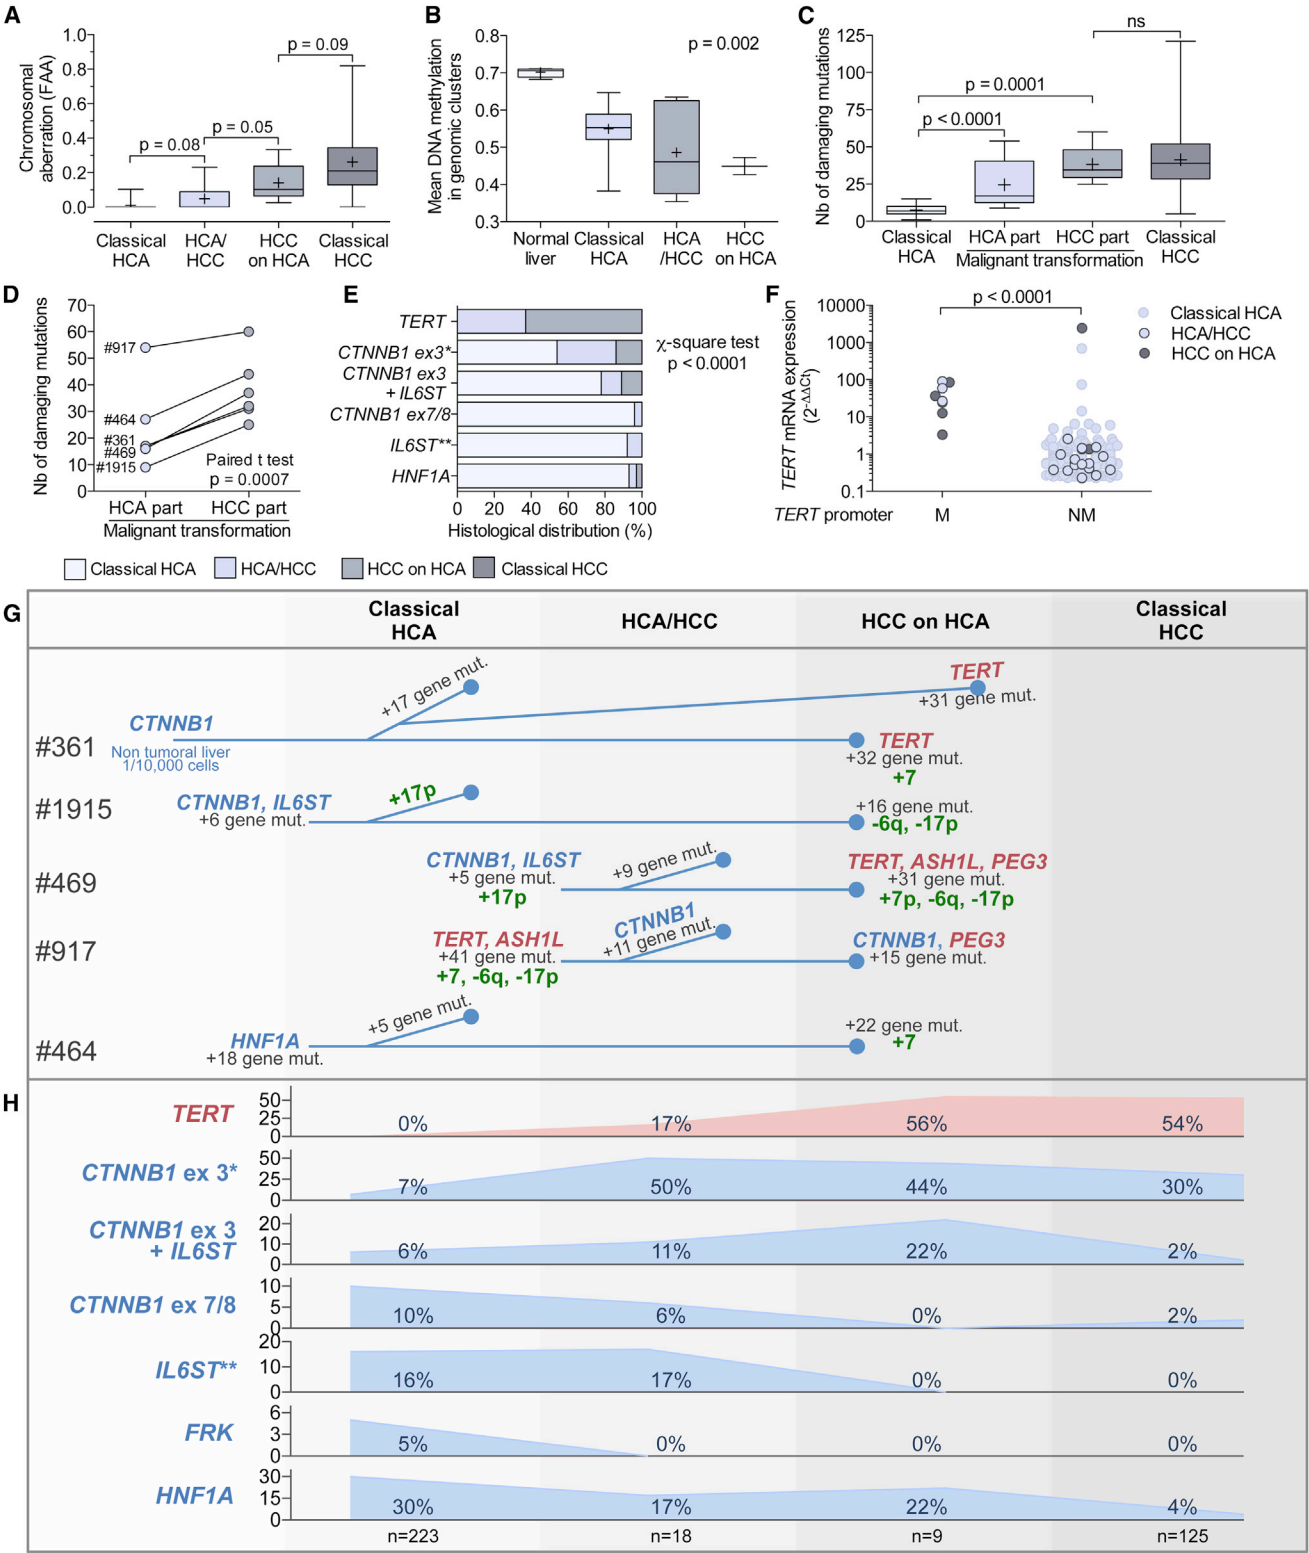 A
Chromosomal
aberration (FAA)
1.0
0.8
0.6
0.4
0.2
0.0
p = 0.08
p = 0.05
p = 0.09
Classical
HCA
HCA/
HCC
HCC
on HCA
Classical
HCC
B
Mean DNA methylation
in genomic clusters
0.8
0.7
0.6
0.5
0.4
0.3
p = 0.002
Normal
liver
Classical
HCA
HCA
/HCC
HCC
on HCA
C
Nb of damaging mutations
125
100
75
50
25
0
ns
p = 0.0001
p < 0.0001
Classical
HCA
HCA part
HCC part
Malignant transformation
Classical
HCC
D
Nb of damaging mutations
70
60
50
40
30
20
10
0
#917
#464
#361
#469
#1915
Paired t test
p = 0.0007
HCA part
HCC part
Malignant transformation
E
TERT
CTNNB1 ex3*
CTNNB1 ex3
+ IL6ST
CTNNB1 ex7/8
IL6ST**
HNF1A
0 20 40 60 80 100
Histological distribution (%)
χ-square test
p < 0.0001
F
TERT mRNA expression
(2-ΔΔCt)
10000
1000
100
10
1
0.1
p < 0.0001
Classical HCA
HCA/HCC
HCC on HCA
TERT promoter M NM
Classical HCA
HCA/HCC
HCC on HCA
Classical HCC
G
Classical
HCA
HCA/HCC
HCC on HCA
Classical
HCC
#361
CTNNB1
Non tumoral liver
1/10,000 cells
+17 gene mut.
TERT
+31 gene mut.
TERT
+32 gene mut.
+7
#1915
CTNNB1, IL6ST
+6 gene mut.
+17p
+16 gene mut.
-6q, -17p
#469
CTNNB1, IL6ST
+5 gene mut.
+17p
+9 gene mut.
TERT, ASH1L, PEG3
+31 gene mut.
+7p, -6q, -17p
#917
TERT, ASH1L
+41 gene mut.
+7, -6q, -17p
CTNNB1
+11 gene mut.
CTNNB1, PEG3
+15 gene mut.
#464
HNF1A
+18 gene mut.
+5 gene mut.
+22 gene mut.
+7
H
TERT
50
25
0
0% 17% 56% 54%
CTNNB1 ex 3*
50
25
0
7% 50% 44% 30%
CTNNB1 ex 3
+ IL6ST
20
10
0
6% 11% 22% 2%
CTNNB1 ex 7/8
10
5
0
10% 6% 0% 2%
IL6ST**
20
10
0
16% 17% 0% 0%
FRK
6
3
0
5% 0% 0% 0%
HNF1A
30
15
0
30% 17% 22% 4%
n=223 n=18 n=9 n=125